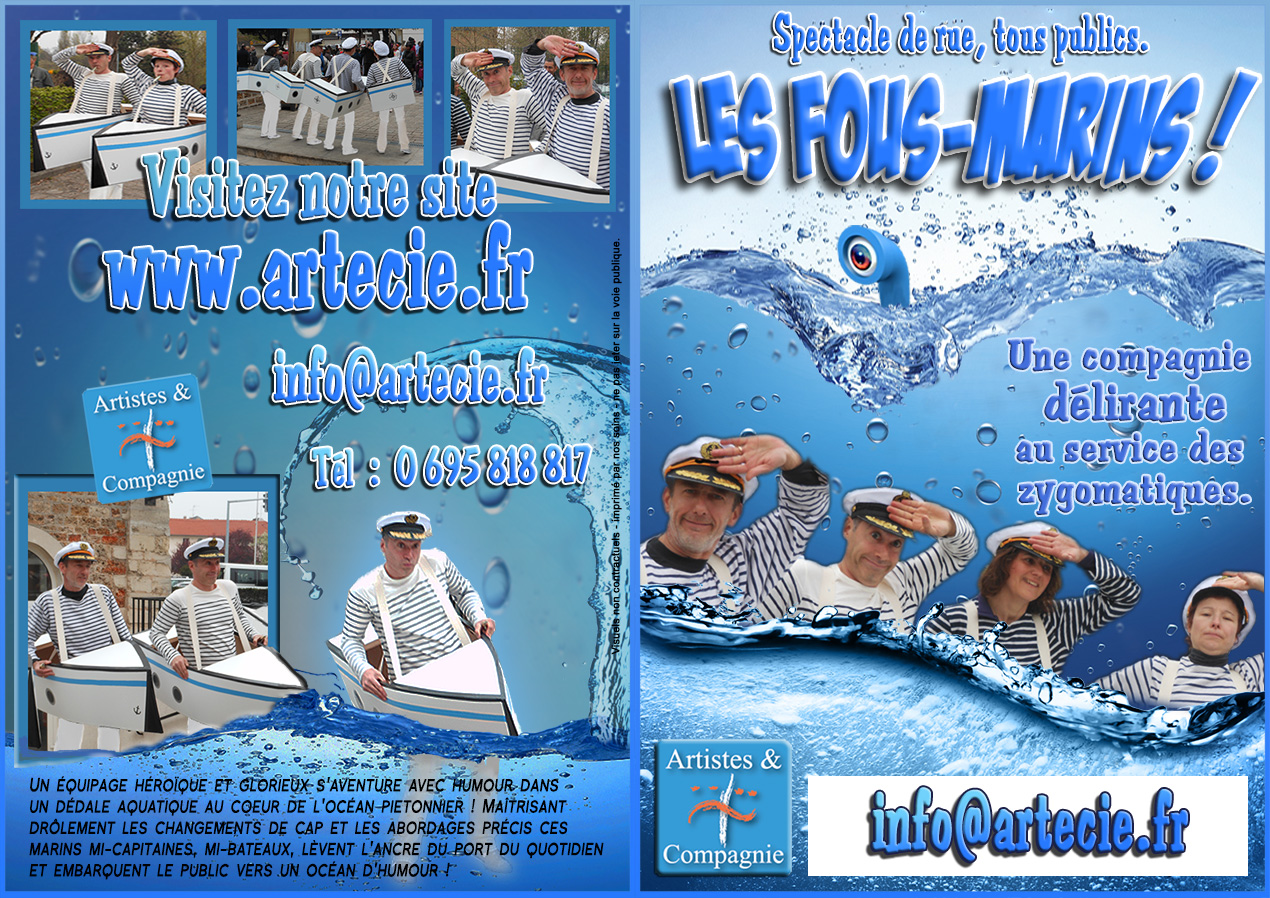 Visitez notre site
www.artecie.fr
info@artecie.fr
Artistes &
Compagnie
Tél : 0 695 818 817
Visuels non contractuels - imprimé par nos soins - ne pas jeter sur la voie publique.
Un équipage héroïque et glorieux s'aventure avec humour dans
un dédale aquatique au coeur de l'océan pietonnier ! Maîtrisant
drôlement les changements de cap et les abordages précis ces
marins mi-capitaines, mi-bateaux, lèvent l'ancre du port du quotidien
et embarquent le public vers un océan d'humour !
Spectacle de rue, tous publics.
LES FOUS-MARINS !
Une compagnie
délirante
au service des
zygomatiques.
Artistes &
Compagnie
info@artecie.fr